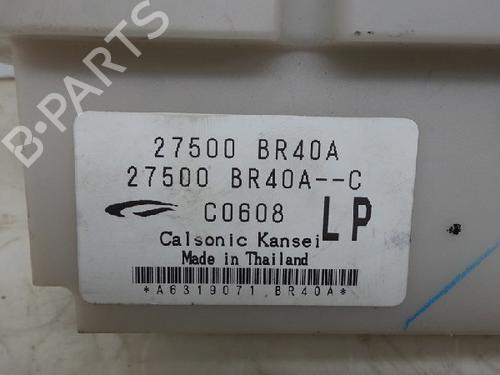 27500 BR40A
27500 BR40A--C
C0608
LP
Calsonic Kansei
Made in Thailand
*A6319071 BR40A*
B-PARTS